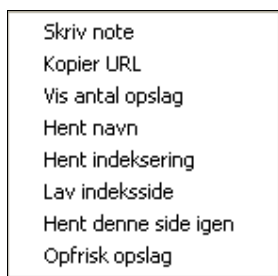 Skriv note
Kopier URL
Vis antal opslag
Hent navn
Hent indeksering
Lav indeksside
Hent denne side igen
Opfrisk opslag